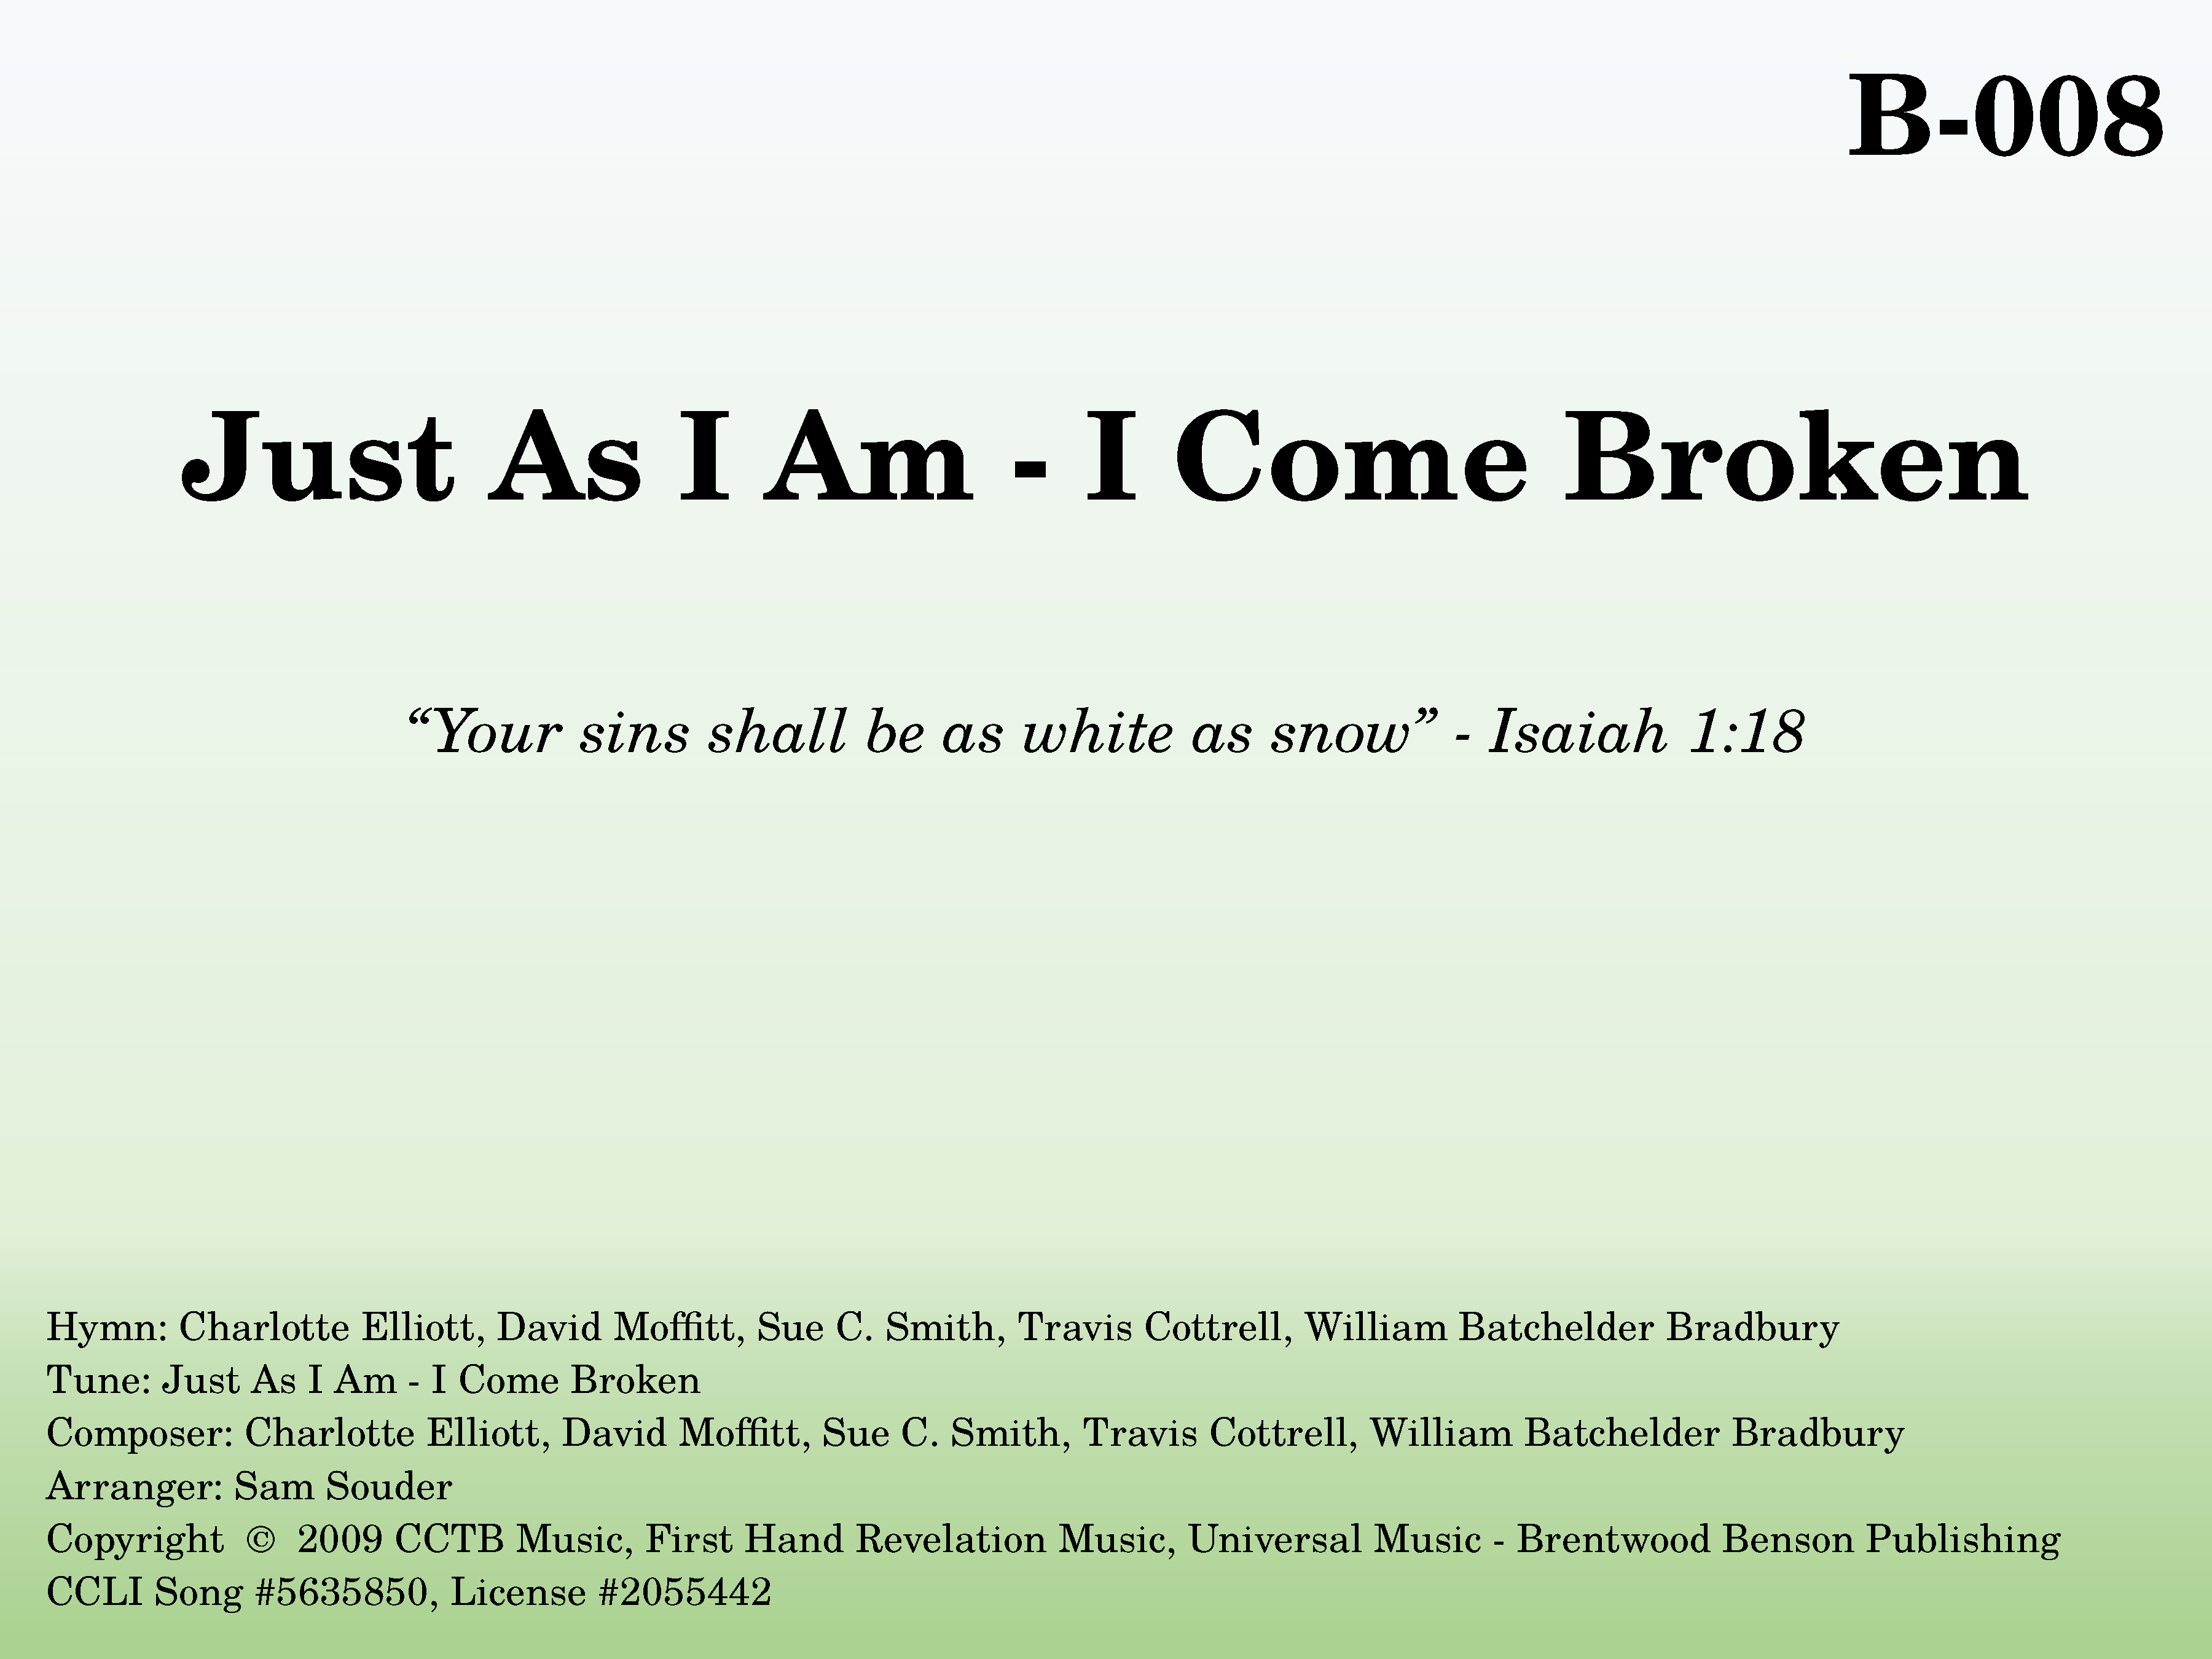 B-008
Just As I Am - I Come Broken
“Your sins shall be as white as snow” - Isaiah 1:18
Hymn: Charlotte Elliott, David Moffitt, Sue C. Smith, Travis Cottrell, William Batchelder Bradbury
Tune: Just As I Am - I Come Broken
Composer: Charlotte Elliott, David Moffitt, Sue C. Smith, Travis Cottrell, William Batchelder Bradbury
Arranger: Sam Souder
Copyright © 2009 CCTB Music, First Hand Revelation Music, Universal Music - Brentwood Benson Publishing
CCLI Song #5635850, License #2055442